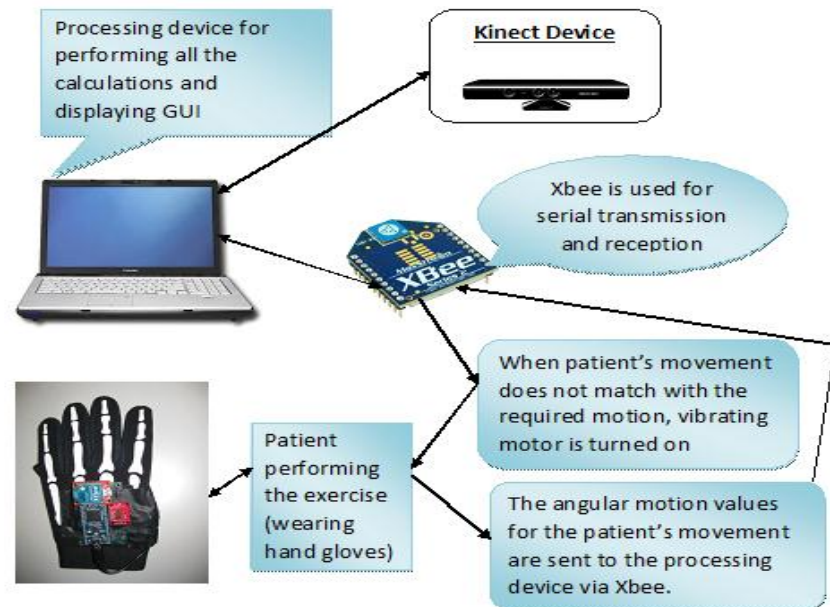 Processing device for
performing all the
calculations and
displaying GUI
Kinect Device
Xbee is used for
serial transmission
and reception
XBee
Series 2
When patient's movement
does not match with the
required motion, vibrating
motor is turned on
Patient
performing
the exercise
(wearing
hand gloves)
The angular motion values
for the patient's movement
are sent to the processing
device via Xbee.